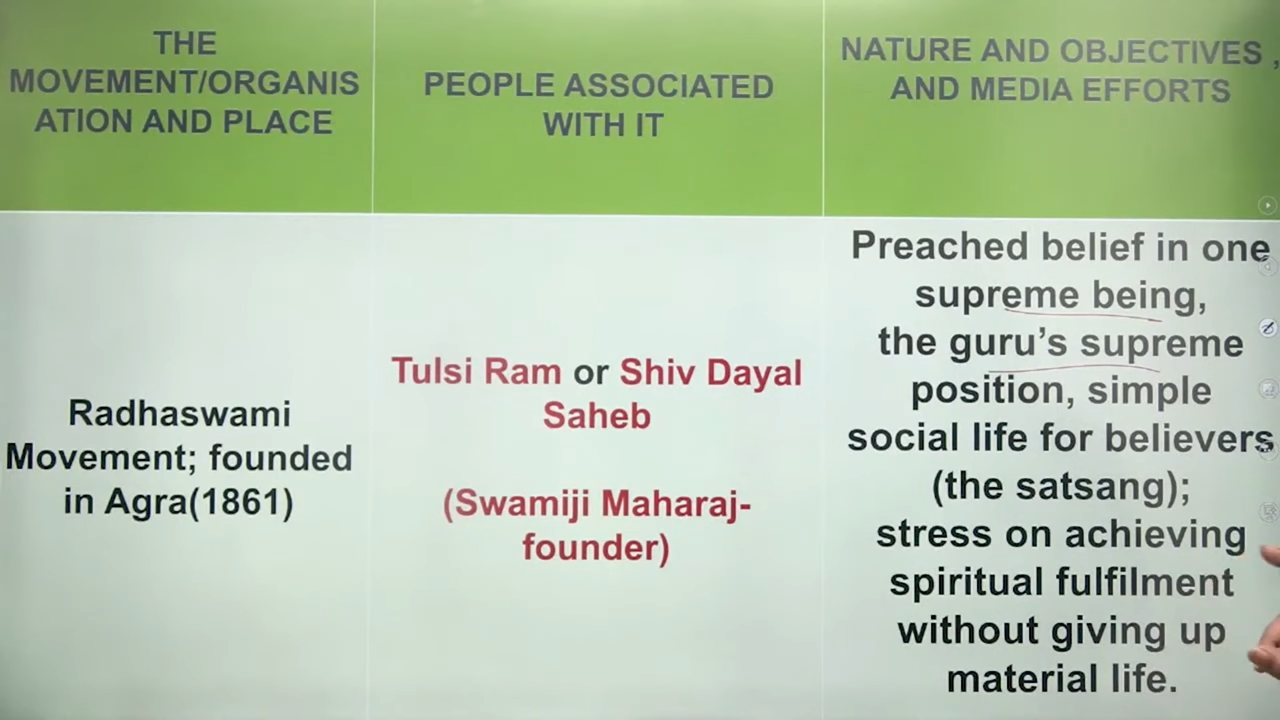 THE
MOVEMENT/ORGANIS
ATION AND PLACE
PEOPLE ASSOCIATED
WITH IT
NATURE AND OBJECTIVES ,
AND MEDIA EFFORTS
Radhaswami
Movement; founded
in Agra(1861)
Tulsi Ram or Shiv Dayal
Saheb
(Swamiji Maharaj-
founder)
Preached belief in one
supreme being,
the guru’s supreme
position, simple
social life for believers
(the satsang);
stress on achieving
spiritual fulfilment
without giving up
material life.